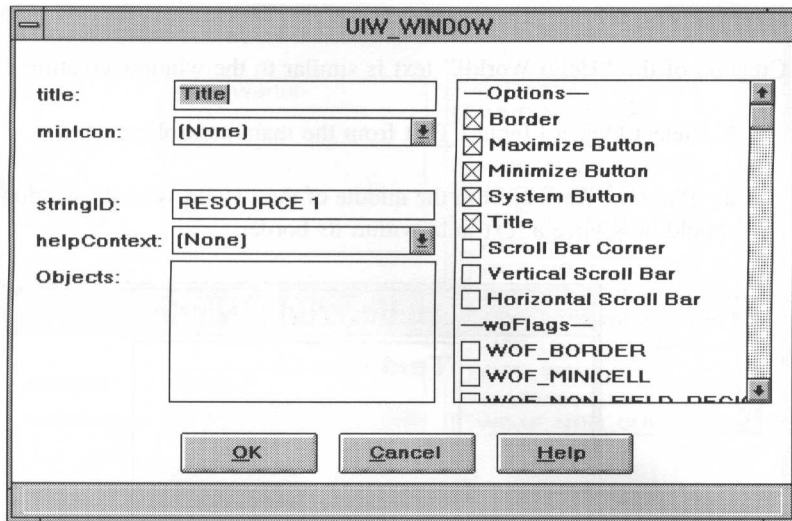 UIW_WINDOW
title: Title
minIcon: (None)
stringID: RESOURCE 1
helpContext: (None)
Objects:
---Options---
Border
Maximize Button
Minimize Button
System Button
Title
Scroll Bar Corner
Vertical Scroll Bar
Horizontal Scroll Bar
---woFlags---
WOF_BORDER
WOF_MINICELL
WOF_NON_FIELD_REGI
OK
Cancel
Help